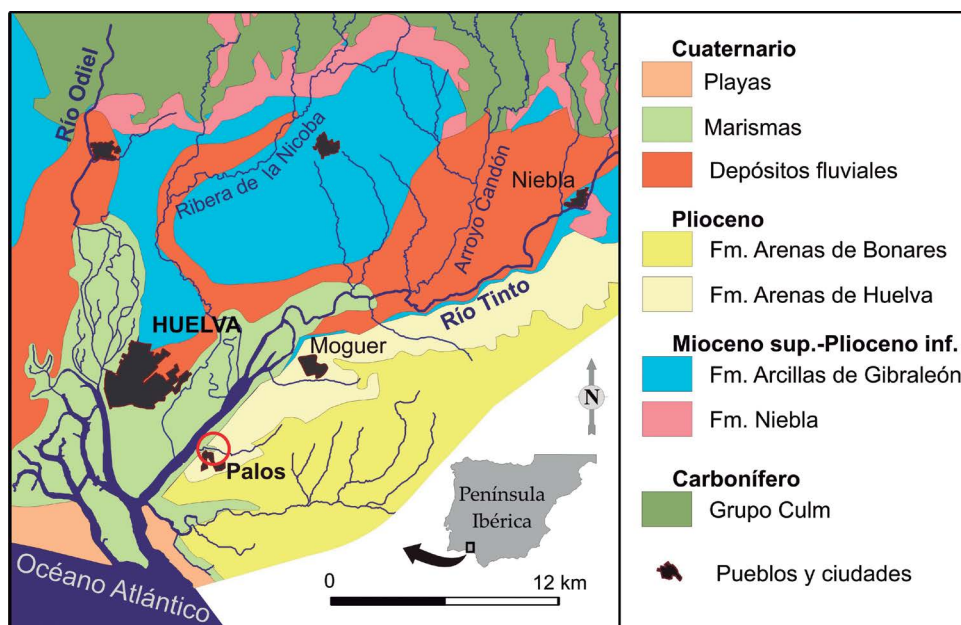 Río Odiel
Ribera de la Nicoba
Arroyo Candón
Niebla
HUELVA
Río Tinto
Moguer
N
Palos
Península
Ibérica
Océano Atlántico
0 12 km
Cuaternario
Playas
Marismas
Depósitos fluviales
Plioceno
Fm. Arenas de Bonares
Fm. Arenas de Huelva
Mioceno sup.-Plioceno inf.
Fm. Arcillas de Gibraleón
Fm. Niebla
Carbonífero
Grupo Culm
Pueblos y ciudades